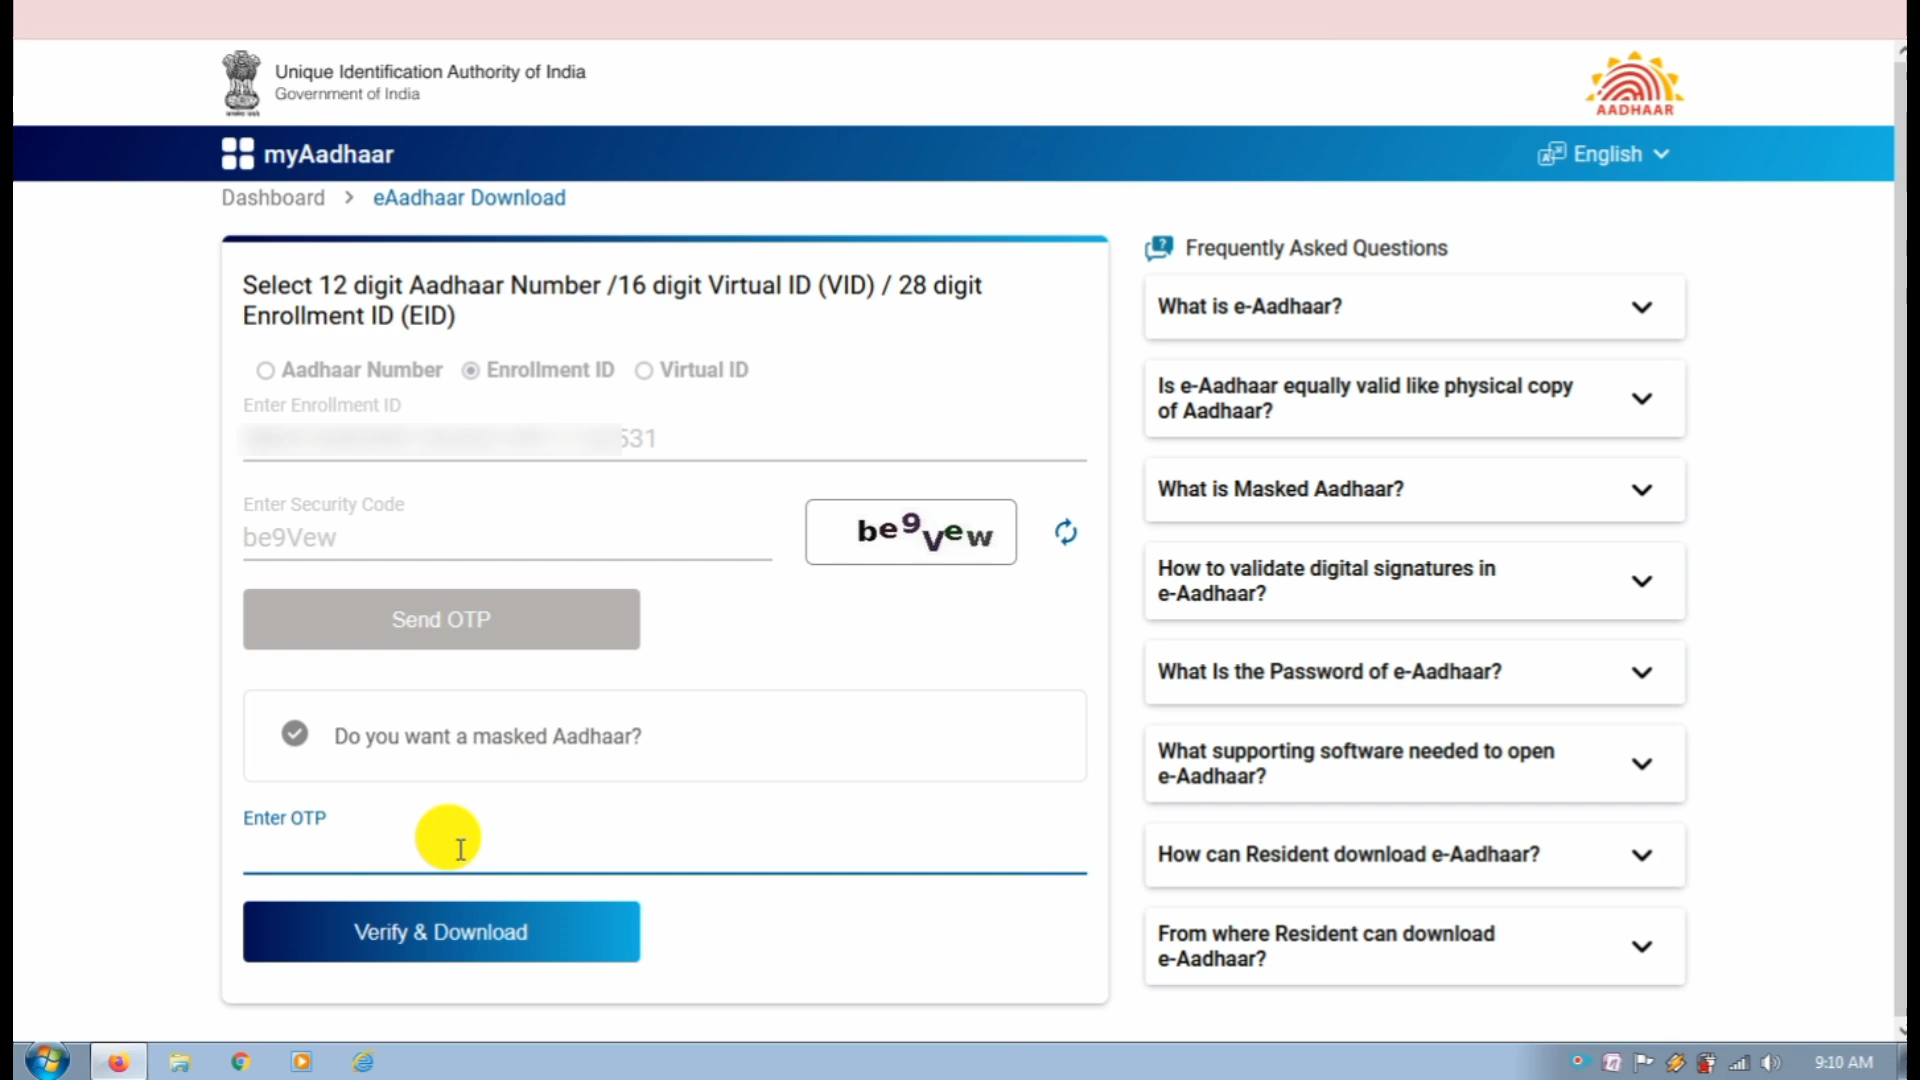 Unique Identification Authority of India
Government of India
AADHAAR
myAadhaar
English
Dashboard > eAadhaar Download
Select 12 digit Aadhaar Number /16 digit Virtual ID (VID) / 28 digit
Enrollment ID (EID)
Aadhaar Number Enrollment ID Virtual ID
Enter Enrollment ID
531
Enter Security Code
be9Vew
be9Vew
Send OTP
Do you want a masked Aadhaar?
Enter OTP
Verify & Download
Frequently Asked Questions
What is e-Aadhaar?
Is e-Aadhaar equally valid like physical copy
of Aadhaar?
What is Masked Aadhaar?
How to validate digital signatures in
e-Aadhaar?
What Is the Password of e-Aadhaar?
What supporting software needed to open
e-Aadhaar?
How can Resident download e-Aadhaar?
From where Resident can download
e-Aadhaar?
9:10 AM